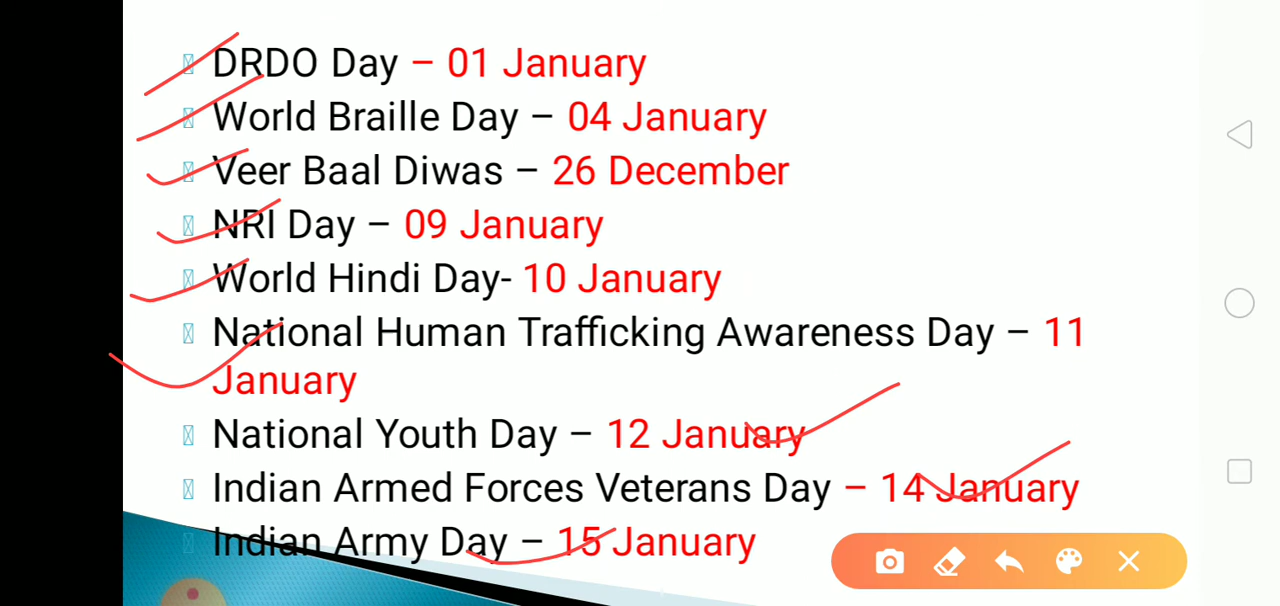 DRDO Day – 01 January
World Braille Day – 04 January
Veer Baal Diwas – 26 December
NRI Day – 09 January
World Hindi Day- 10 January
National Human Trafficking Awareness Day – 11
January
National Youth Day – 12 January
Indian Armed Forces Veterans Day – 14 January
Indian Army Day – 15 January